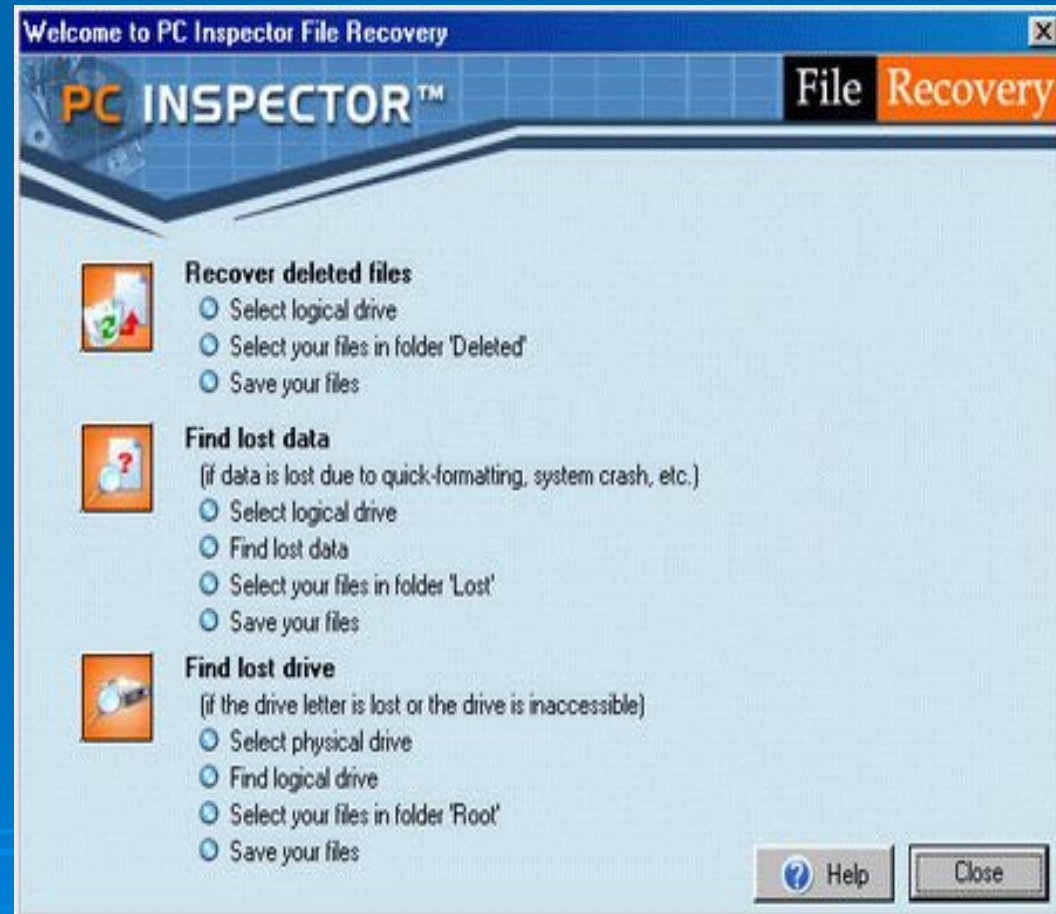 Welcome to PC Inspector File Recovery
PC INSPECTOR™
File Recovery
Recover deleted files
Select logical drive
Select your files in folder 'Deleted'
Save your files
Find lost data
(if data is lost due to quick-formatting, system crash, etc.)
Select logical drive
Find lost data
Select your files in folder 'Lost'
Save your files
Find lost drive
(if the drive letter is lost or the drive is inaccessible)
Select physical drive
Find logical drive
Select your files in folder 'Root'
Save your files
Help
Close